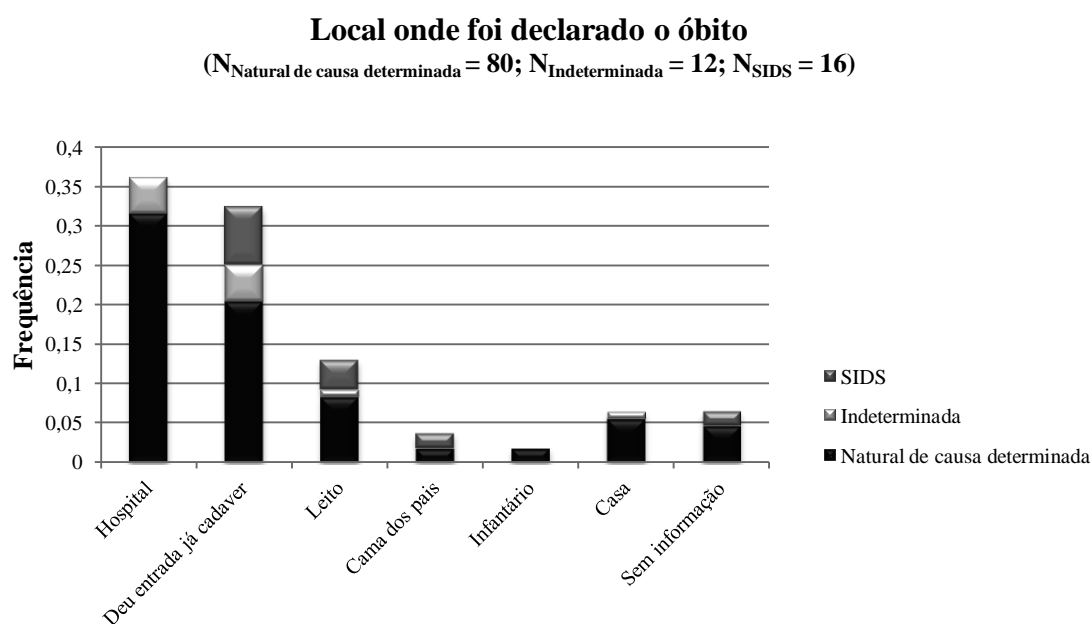 Local onde foi declarado o óbito
(NNatural de causa determinada = 80; NIndeterminada = 12; NSIDS = 16)
0,4
0,35
0,3
0,25
0,2
0,15
0,1
0,05
0
Frequência
Hospital
Deu entrada já cadaver
Leito
Cama dos pais
Infantário
Casa
Sem informação
SIDS
Indeterminada
Natural de causa determinada